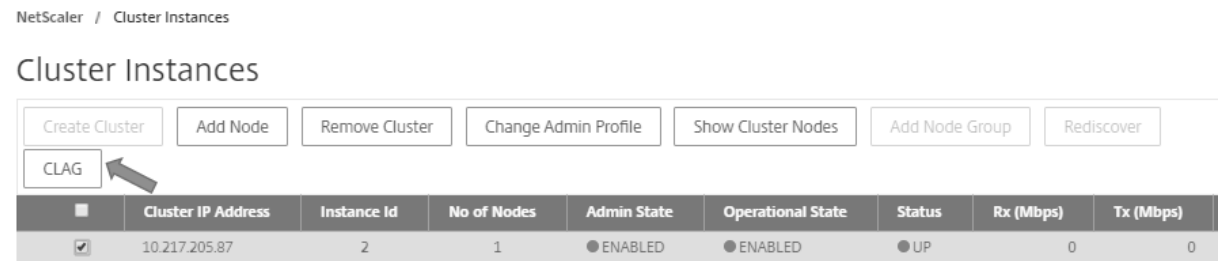 NetScaler / Cluster Instances
Cluster Instances
Create Cluster Add Node Remove Cluster Change Admin Profile Show Cluster Nodes Add Node Group Rediscover
CLAG
Cluster IP Address Instance Id No of Nodes Admin State Operational State Status Rx (Mbps) Tx (Mbps)
10.217.205.87 2 1 ENABLED ENABLED UP 0 0